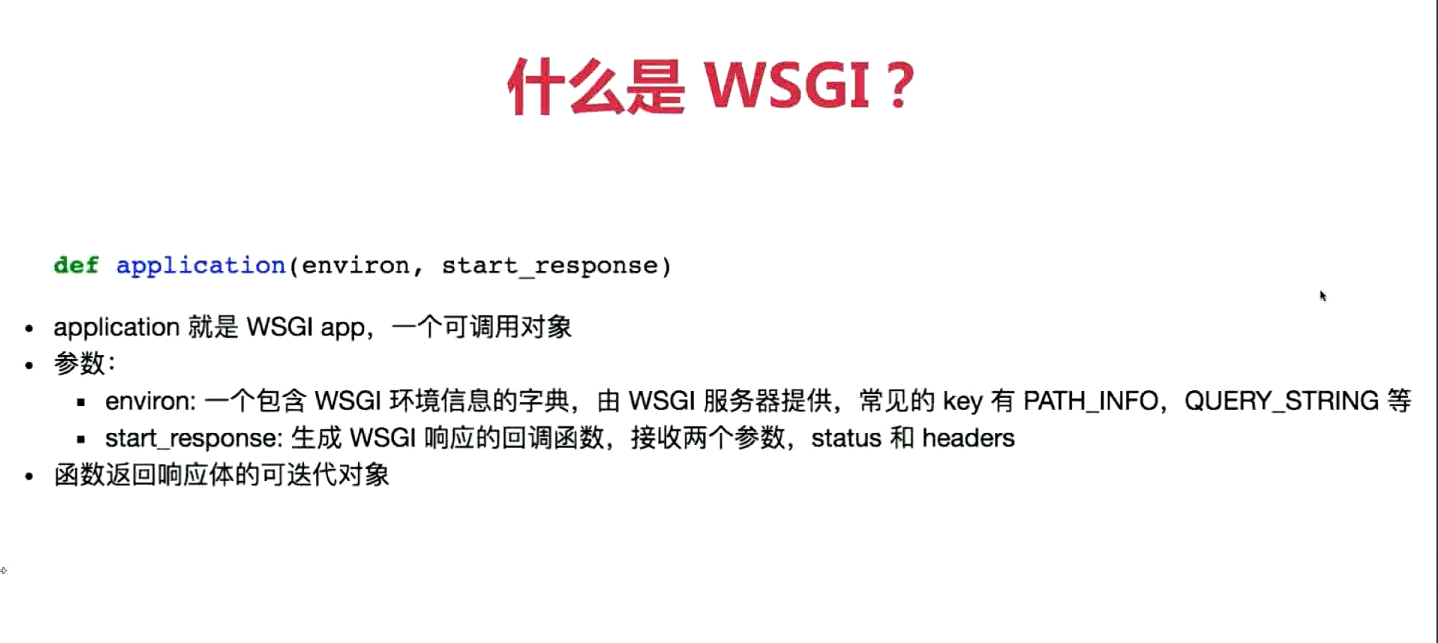 什么是 WSGI？
def application(environ, start_response)
• application 就是 WSGI app，一个可调用对象
• 参数：
▪ environ: 一个包含 WSGI 环境信息的字典，由 WSGI 服务器提供，常见的 key 有 PATH_INFO，QUERY_STRING 等
▪ start_response: 生成 WSGI 响应的回调函数，接收两个参数，status 和 headers
• 函数返回响应体的可迭代对象